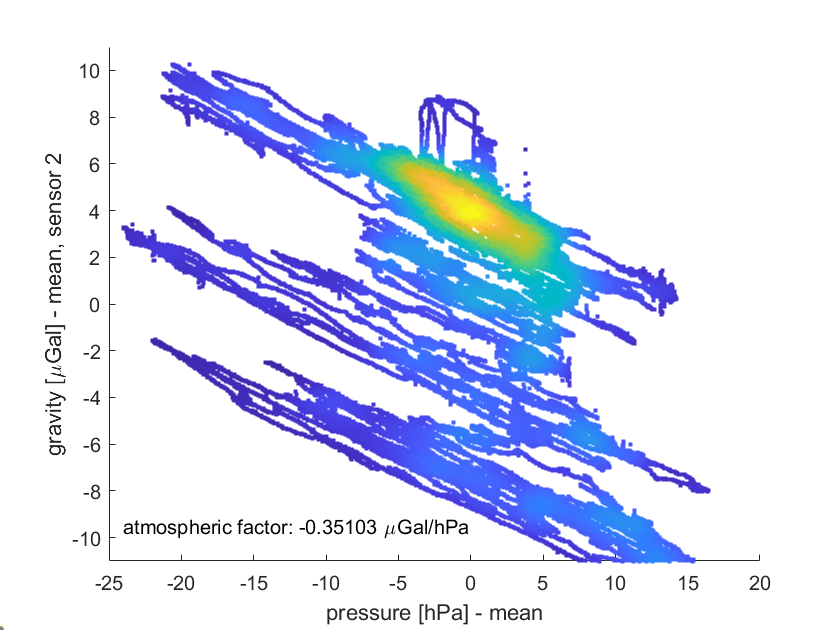 10
8
6
4
2
0
-2
-4
-6
-8
-10
gravity [μGal] - mean, sensor 2
atmospheric factor: -0.35103 μGal/hPa
-25 -20 -15 -10 -5 0 5 10 15 20
pressure [hPa] - mean